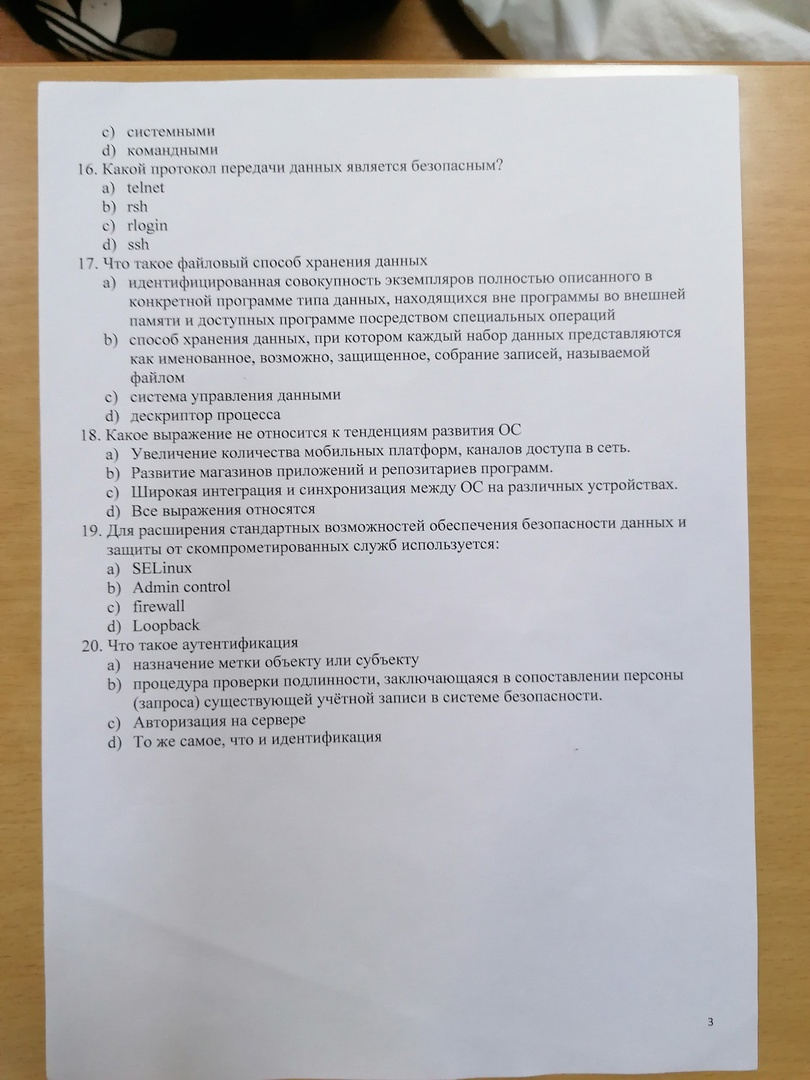 c) системными
d) командными
16. Какой протокол передачи данных является безопасным?
a) telnet
b) rsh
c) rlogin
d) ssh
17. Что такое файловый способ хранения данных
a) идентифицированная совокупность экземпляров полностью описанного в
конкретной программе типа данных, находящихся вне программы во внешней
памяти и доступных программе посредством специальных операций
b) способ хранения данных, при котором каждый набор данных представляются
как именованное, возможно, защищенное, собрание записей, называемой
файлом
c) система управления данными
d) дескриптор процесса
18. Какое выражение не относится к тенденциям развития ОС
a) Увеличение количества мобильных платформ, каналов доступа в сеть.
b) Развитие магазинов приложений и репозитариев программ.
c) Широкая интеграция и синхронизация между ОС на различных устройствах.
d) Все выражения относятся
19. Для расширения стандартных возможностей обеспечения безопасности данных и
защиты от скомпрометированных служб используется:
a) SELinux
b) Admin control
c) firewall
d) Loopback
20. Что такое аутентификация
a) назначение метки объекту или субъекту
b) процедура проверки подлинности, заключающаяся в сопоставлении персоны
(запроса) существующей учётной записи в системе безопасности.
c) Авторизация на сервере
d) То же самое, что и идентификация
3